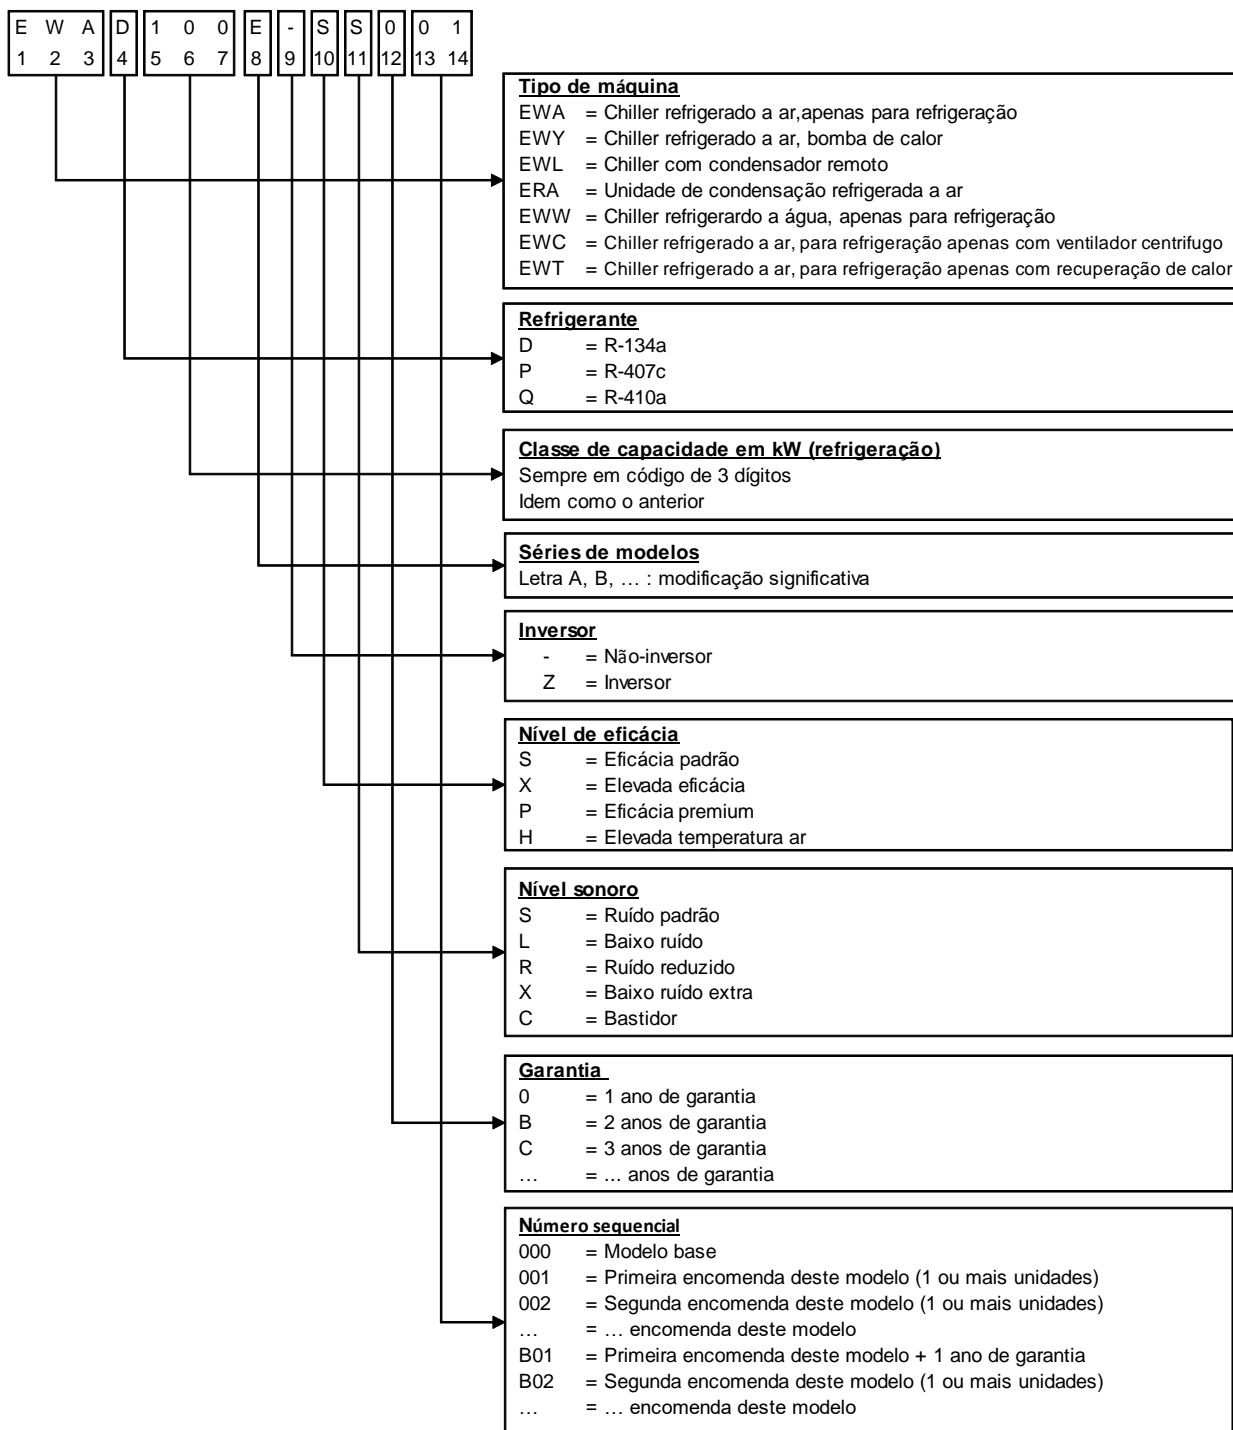 E W A D 1 0 0 E - S S 0 0 1
1 2 3 4 5 6 7 8 9 10 11 12 13 14
Tipo de máquina
EWA = Chiller refrigerado a ar,apenas para refrigeração
EWY = Chiller refrigerado a ar, bomba de calor
EWL = Chiller com condensador remoto
ERA = Unidade de condensação refrigerada a ar
EWW = Chiller refrigerardo a água, apenas para refrigeração
EWC = Chiller refrigerado a ar, para refrigeração apenas com ventilador centrifugo
EWT = Chiller refrigerado a ar, para refrigeração apenas com recuperação de calor
Refrigerante
D = R-134a
P = R-407c
Q = R-410a
Classe de capacidade em kW (refrigeração)
Sempre em código de 3 dígitos
Idem como o anterior
Séries de modelos
Letra A, B, … : modificação significativa
Inversor
- = Não-inversor
Z = Inversor
Nível de eficácia
S = Eficácia padrão
X = Elevada eficácia
P = Eficácia premium
H = Elevada temperatura ar
Nível sonoro
S = Ruído padrão
L = Baixo ruído
R = Ruído reduzido
X = Baixo ruído extra
C = Bastidor
Garantia
0 = 1 ano de garantia
B = 2 anos de garantia
C = 3 anos de garantia
… = ... anos de garantia
Número sequencial
000 = Modelo base
001 = Primeira encomenda deste modelo (1 ou mais unidades)
002 = Segunda encomenda deste modelo (1 ou mais unidades)
… = … encomenda deste modelo
B01 = Primeira encomenda deste modelo + 1 ano de garantia
B02 = Segunda encomenda deste modelo (1 ou mais unidades)
… = … encomenda deste modelo